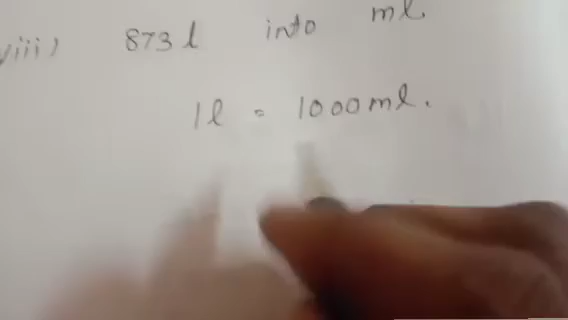 viii) 873 l into ml.
1l = 1000ml.